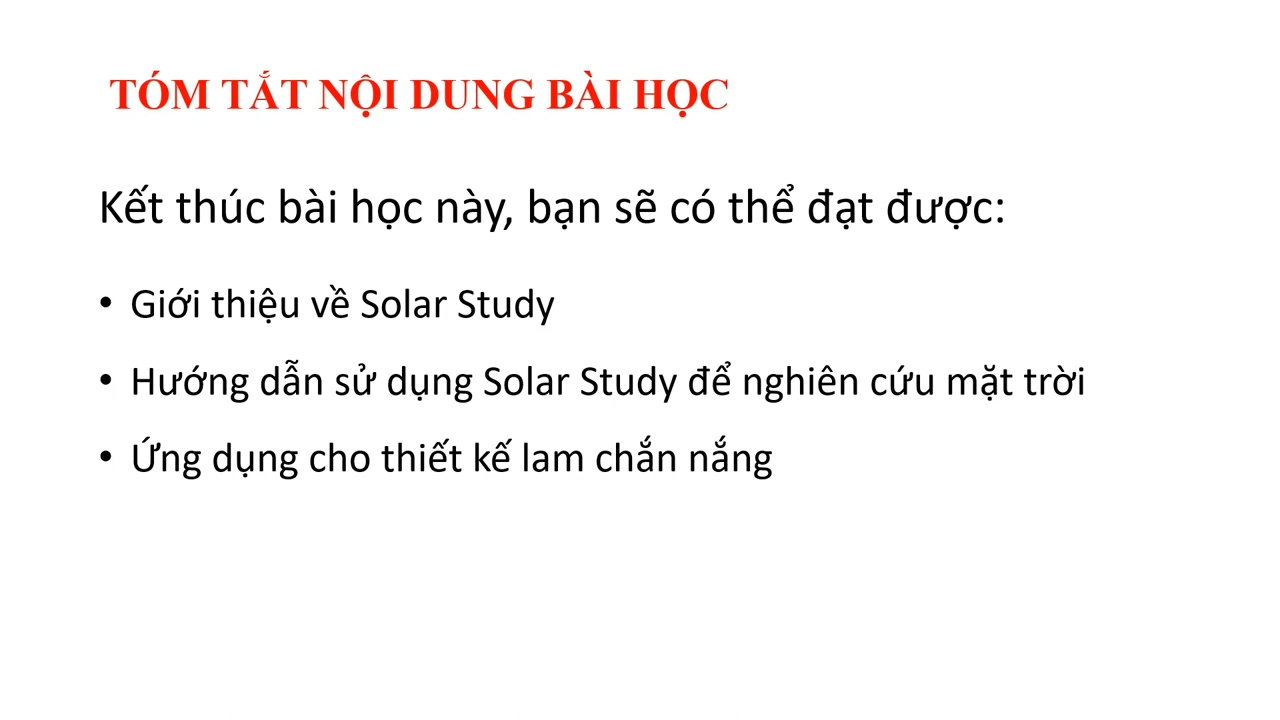 TÓM TẮT NỘI DUNG BÀI HỌC
Kết thúc bài học này, bạn sẽ có thể đạt được:
• Giới thiệu về Solar Study
• Hướng dẫn sử dụng Solar Study để nghiên cứu mặt trời
• Ứng dụng cho thiết kế lam chắn nắng